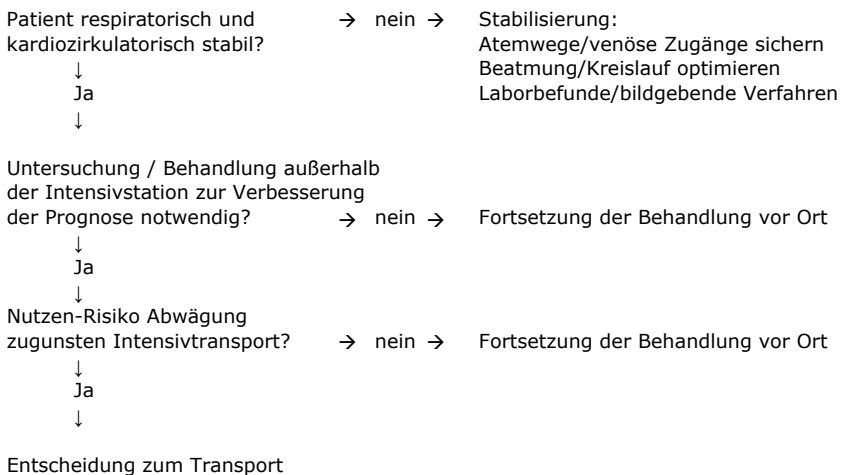 Patient respiratorisch und → nein → Stabilisierung:
kardiozirkulatorisch stabil? Atemwege/venöse Zugänge sichern
↓ Beatmung/Kreislauf optimieren
Ja Laborbefunde/bildgebende Verfahren
↓
Untersuchung / Behandlung außerhalb
der Intensivstation zur Verbesserung
der Prognose notwendig? → nein → Fortsetzung der Behandlung vor Ort
↓
Ja
↓
Nutzen-Risiko Abwägung
zugunsten Intensivtransport? → nein → Fortsetzung der Behandlung vor Ort
↓
Ja
↓
Entscheidung zum Transport